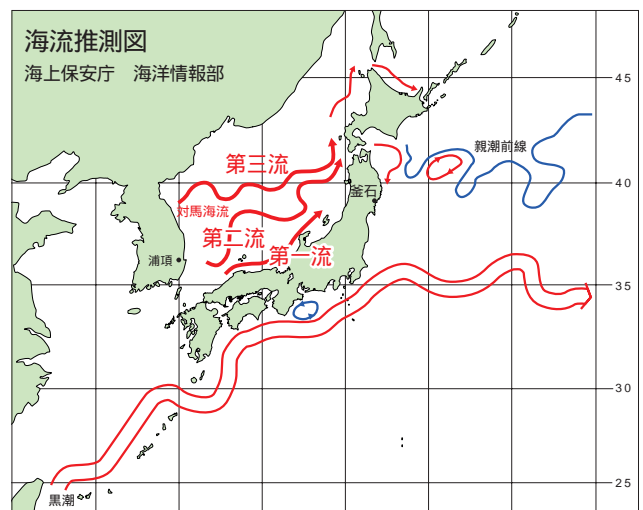 海流推測図
海上保安庁　海洋情報部
45
親潮前線
第三流
40
釜石
対馬海流
第二流
第一流
浦項
35
30
25
黒潮